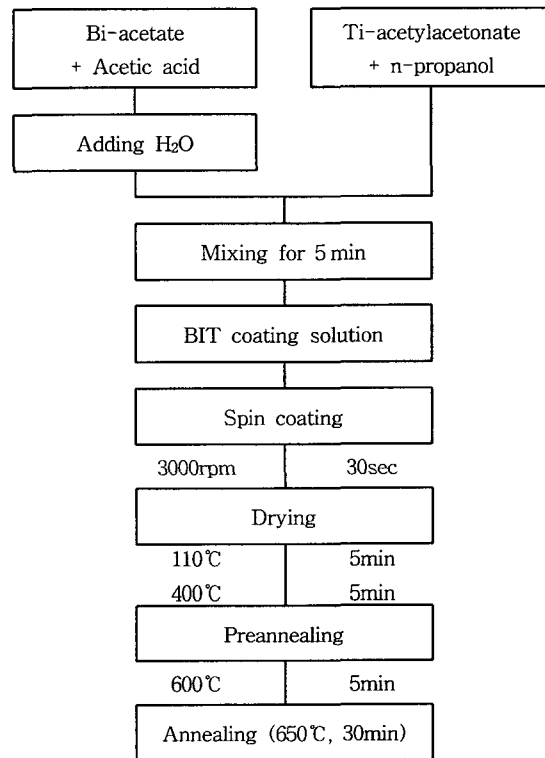 Bi-acetate
+ Acetic acid
Ti-acetylacetonate
+ n-propanol
Adding H₂O
Mixing for 5 min
BIT coating solution
Spin coating
3000rpm 30sec
Drying
110℃ 5min
400℃ 5min
Preannealing
600℃ 5min
Annealing (650℃, 30min)